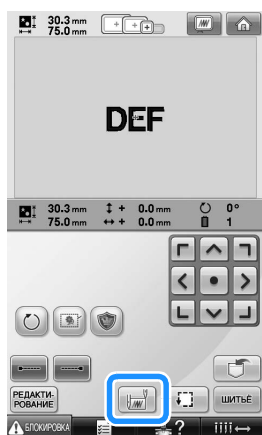 30.3 mm
75.0 mm
DEF
30.3 mm + 0.0 mm 0°
75.0 mm + 0.0 mm 1
РЕДАКТИ-
РОВАНИЕ
ШИТЬЁ
БЛОКИРОВКА ?